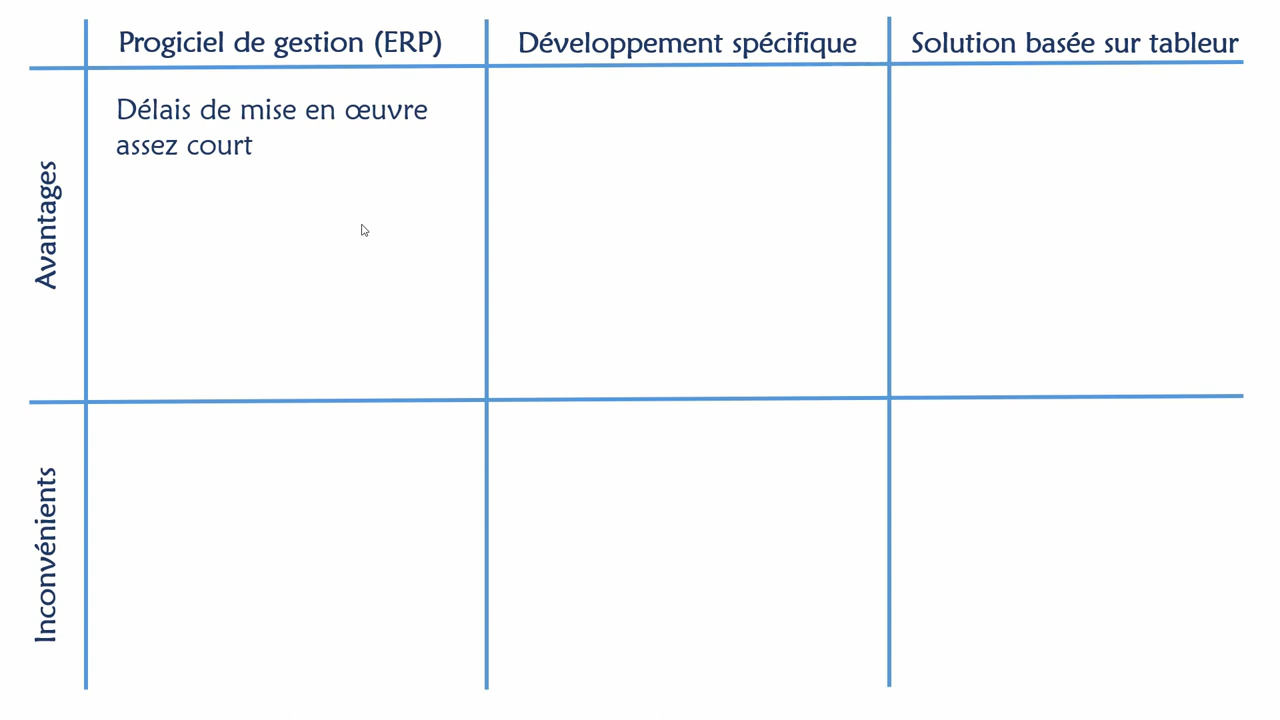 Progiciel de gestion (ERP)
Développement spécifique
Solution basée sur tableur
Avantages
Délais de mise en œuvre
assez court
Inconvénients